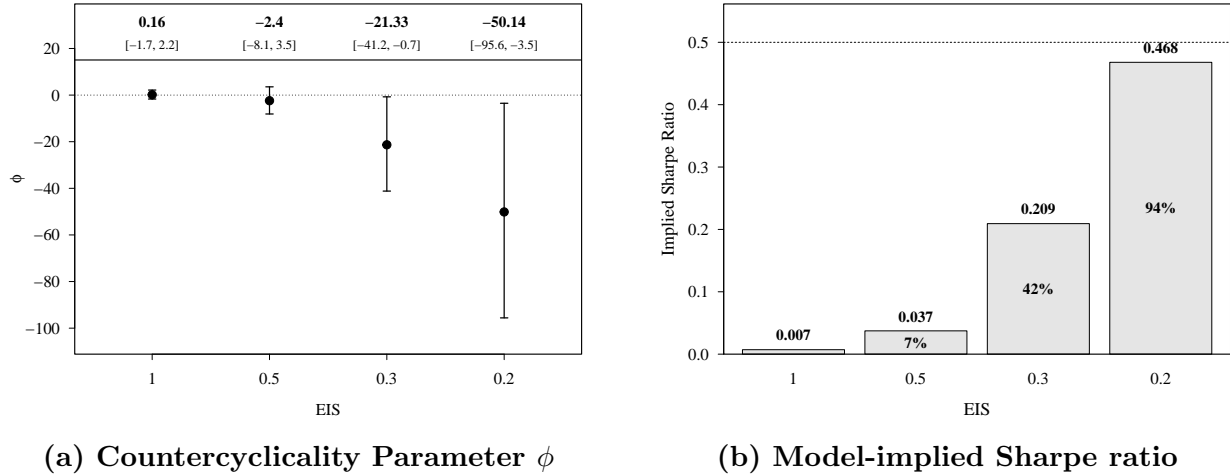 0.16 −2.4 −21.33 −50.14
[−1.7, 2.2] [−8.1, 3.5] [−41.2, −0.7] [−95.6, −3.5]
20
0
−20
−40
−60
−80
−100
ϕ
1 0.5 0.3 0.2
EIS
(a) Countercyclicality Parameter ϕ
0.5
0.4
0.3
0.2
0.1
0.0
Implied Sharpe Ratio
0.007
0.037
7%
0.209
42%
0.468
94%
1 0.5 0.3 0.2
EIS
(b) Model-implied Sharpe ratio